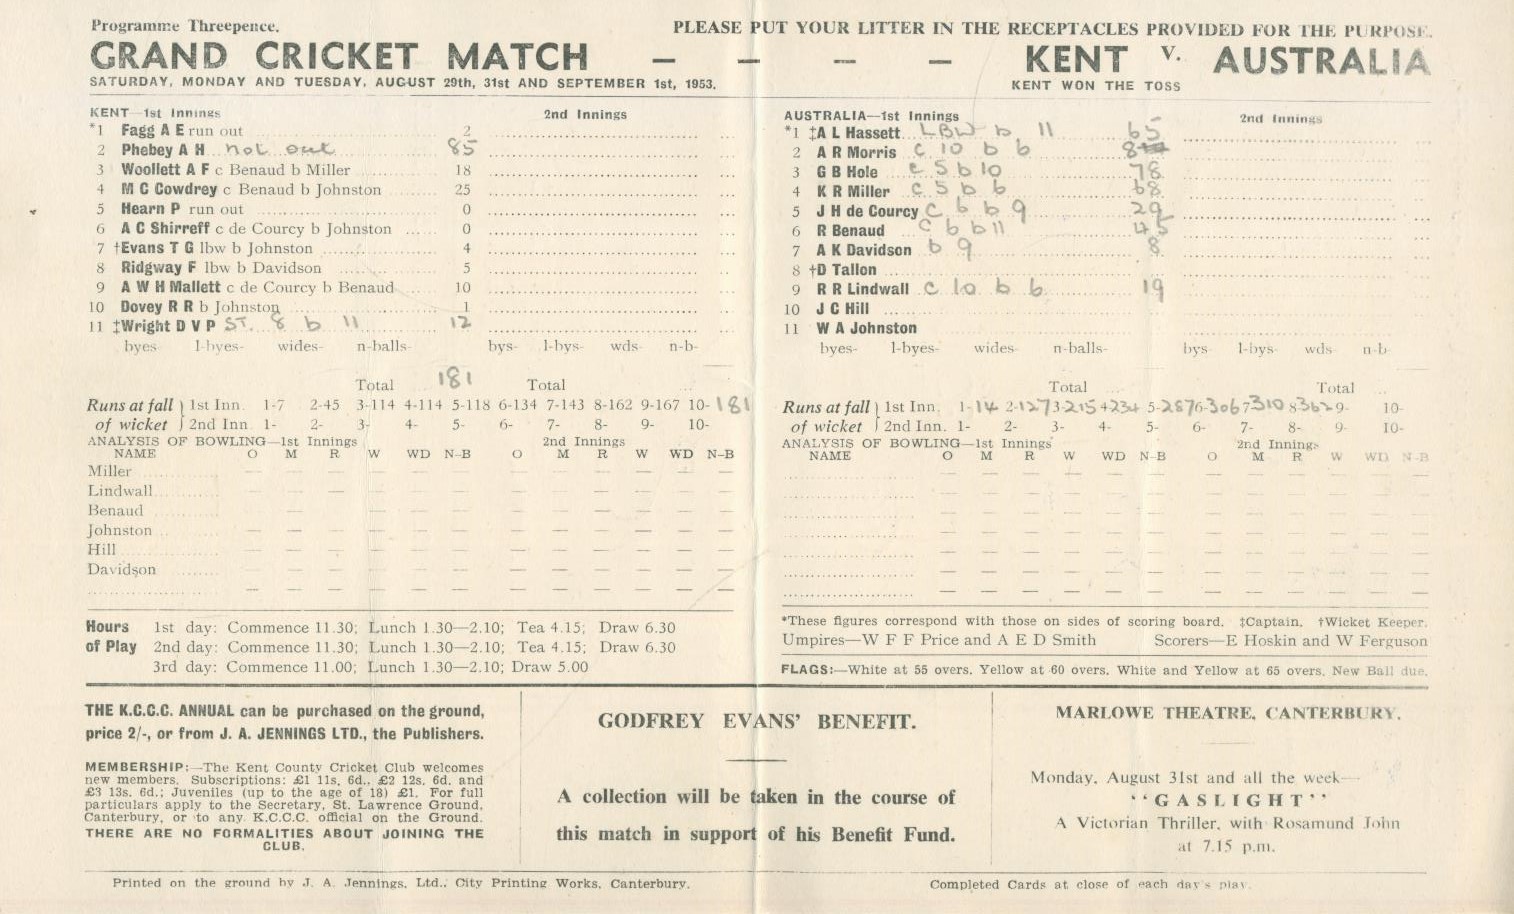 Programme Threepence.
PLEASE PUT YOUR LITTER IN THE RECEPTACLES PROVIDED FOR THE PURPOSE.
GRAND CRICKET MATCH — — — — KENT v. AUSTRALIA
SATURDAY, MONDAY AND TUESDAY, AUGUST 29th, 31st AND SEPTEMBER 1st, 1953.
KENT WON THE TOSS
KENT—1st Innings 2nd Innings
*1 Fagg A E run out 2
2 Phebey A H not out 85
3 Woollett A F c Benaud b Miller 18
4 M C Cowdrey c Benaud b Johnston 25
5 Hearn P run out 0
6 A C Shirreff c de Courcy b Johnston 0
7 †Evans T G lbw b Johnston 4
8 Ridgway F lbw b Davidson 5
9 A W H Mallett c de Courcy b Benaud 10
10 Dovey R R b Johnston 1
11 ‡Wright D V P ST. 8 b 11 12
byes- l-byes- wides- n-balls- bys- l-bys- wds- n-b-
Total 181 Total
Runs at fall } 1st Inn. 1-7 2-45 3-114 4-114 5-118 6-134 7-143 8-162 9-167 10-181
of wicket } 2nd Inn. 1- 2- 3- 4- 5- 6- 7- 8- 9- 10-
ANALYSIS OF BOWLING—1st Innings 2nd Innings
NAME O M R W WD N-B O M R W WD N-B
Miller
Lindwall
Benaud
Johnston
Hill
Davidson
Hours of Play
1st day: Commence 11.30; Lunch 1.30—2.10; Tea 4.15; Draw 6.30
2nd day: Commence 11.30; Lunch 1.30—2.10; Tea 4.15; Draw 6.30
3rd day: Commence 11.00; Lunch 1.30—2.10; Draw 5.00
AUSTRALIA—1st Innings 2nd Innings
*1 ‡A L Hassett LBW b 11 65
2 A R Morris c 10 b 6 8
3 G B Hole c 5 b 10 78
4 K R Miller c 5 b 6 68
5 J H de Courcy c 6 b 9 29
6 R Benaud c 6 b 11 45
7 A K Davidson b 9 8
8 †D Tallon
9 R R Lindwall c 10 b 6 19
10 J C Hill
11 W A Johnston
byes- l-byes- wides- n-balls- bys- l-bys- wds- n-b-
Total Total
Runs at fall } 1st Inn. 1-14 2-127 3-215 4-234 5-287 6-306 7-310 8-362 9- 10-
of wicket } 2nd Inn. 1- 2- 3- 4- 5- 6- 7- 8- 9- 10-
ANALYSIS OF BOWLING—1st Innings 2nd Innings
NAME O M R W WD N-B O M R W WD N-B
*These figures correspond with those on sides of scoring board. ‡Captain. †Wicket Keeper.
Umpires—W F F Price and A E D Smith Scorers—E Hoskin and W Ferguson
FLAGS:—White at 55 overs. Yellow at 60 overs. White and Yellow at 65 overs. New Ball due.
THE K.C.C.C. ANNUAL can be purchased on the ground,
price 2/-, or from J. A. JENNINGS LTD., the Publishers.
MEMBERSHIP:—The Kent County Cricket Club welcomes
new members. Subscriptions: £1 11s. 6d., £2 12s. 6d. and
£3 13s. 6d.; Juveniles (up to the age of 18) £1. For full
particulars apply to the Secretary, St. Lawrence Ground,
Canterbury, or to any K.C.C.C. official on the Ground.
THERE ARE NO FORMALITIES ABOUT JOINING THE
CLUB.
GODFREY EVANS' BENEFIT.
A collection will be taken in the course of
this match in support of his Benefit Fund.
MARLOWE THEATRE, CANTERBURY.
Monday, August 31st and all the week—
"GASLIGHT"
A Victorian Thriller, with Rosamund John
at 7.15 p.m.
Printed on the ground by J. A. Jennings, Ltd., City Printing Works, Canterbury.
Completed Cards at close of each day's play.